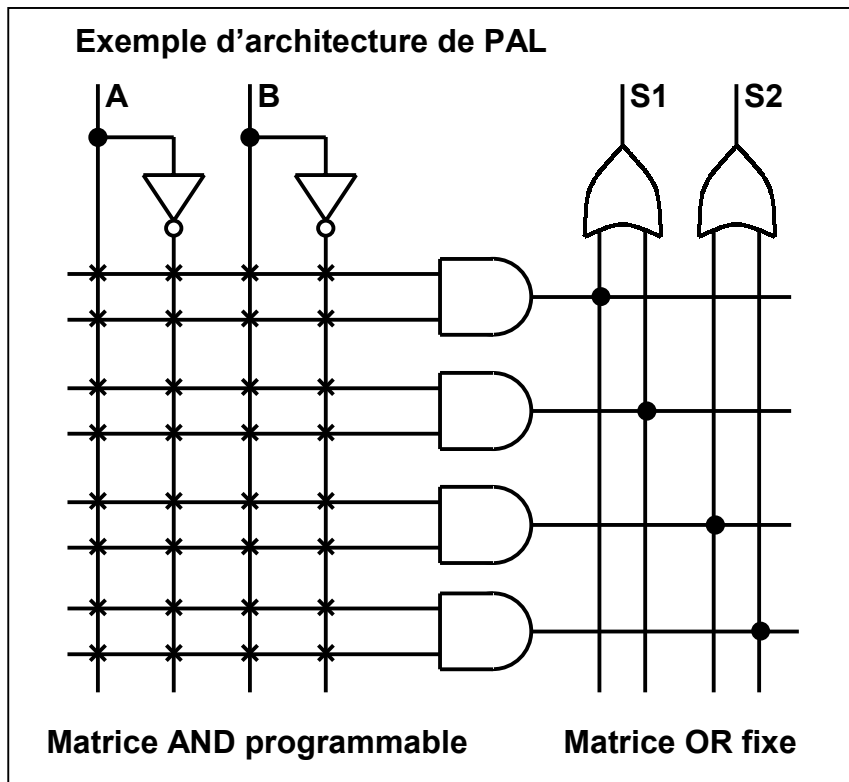 Exemple d'architecture de PAL
A B S1 S2
Matrice AND programmable Matrice OR fixe